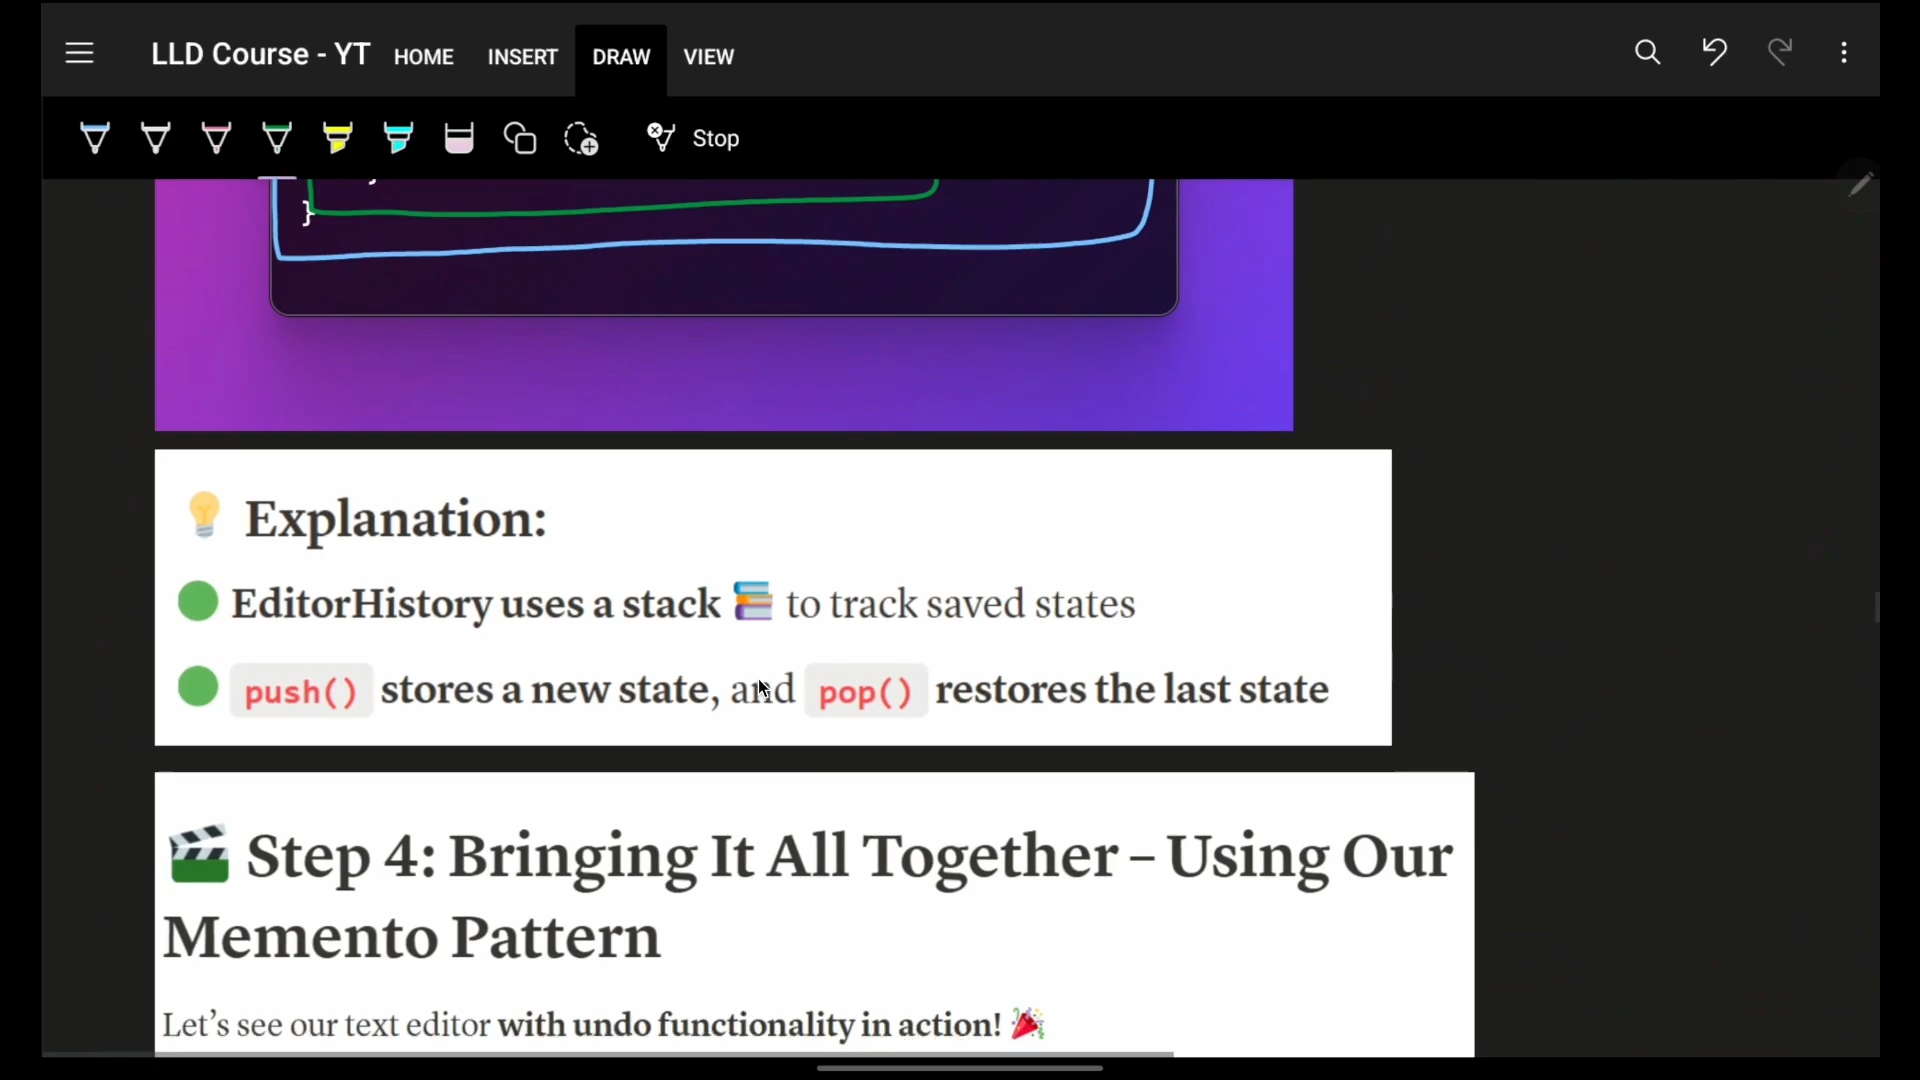 LLD Course - YT HOME INSERT DRAW VIEW
Stop
}
}
Explanation:
EditorHistory uses a stack to track saved states
push() stores a new state, and pop() restores the last state
Step 4: Bringing It All Together – Using Our
Memento Pattern
Let’s see our text editor with undo functionality in action!